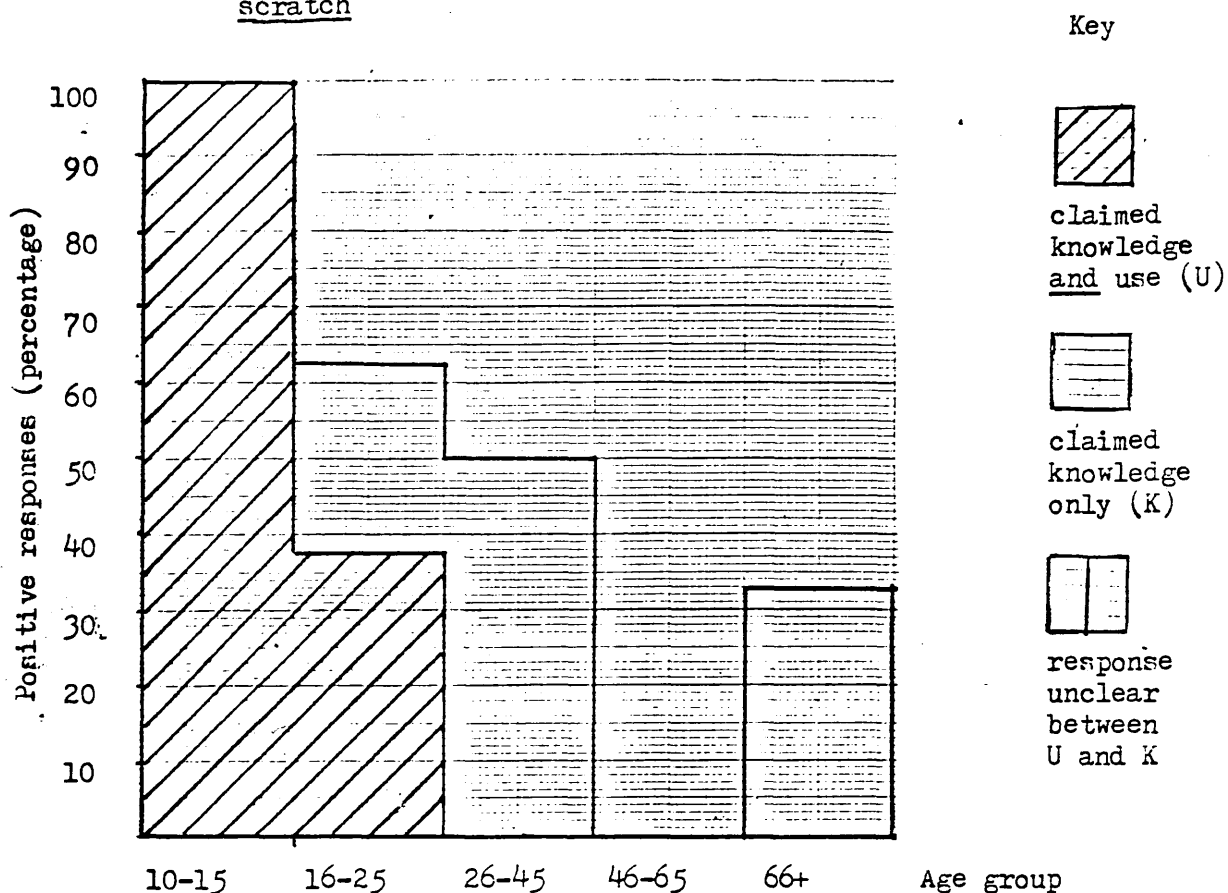 scratch
Key
100
90
80
70
60
50
40
30
20
10
Positive responses (percentage)
claimed
knowledge
and use (U)
claimed
knowledge
only (K)
response
unclear
between
U and K
10-15 16-25 26-45 46-65 66+ Age group